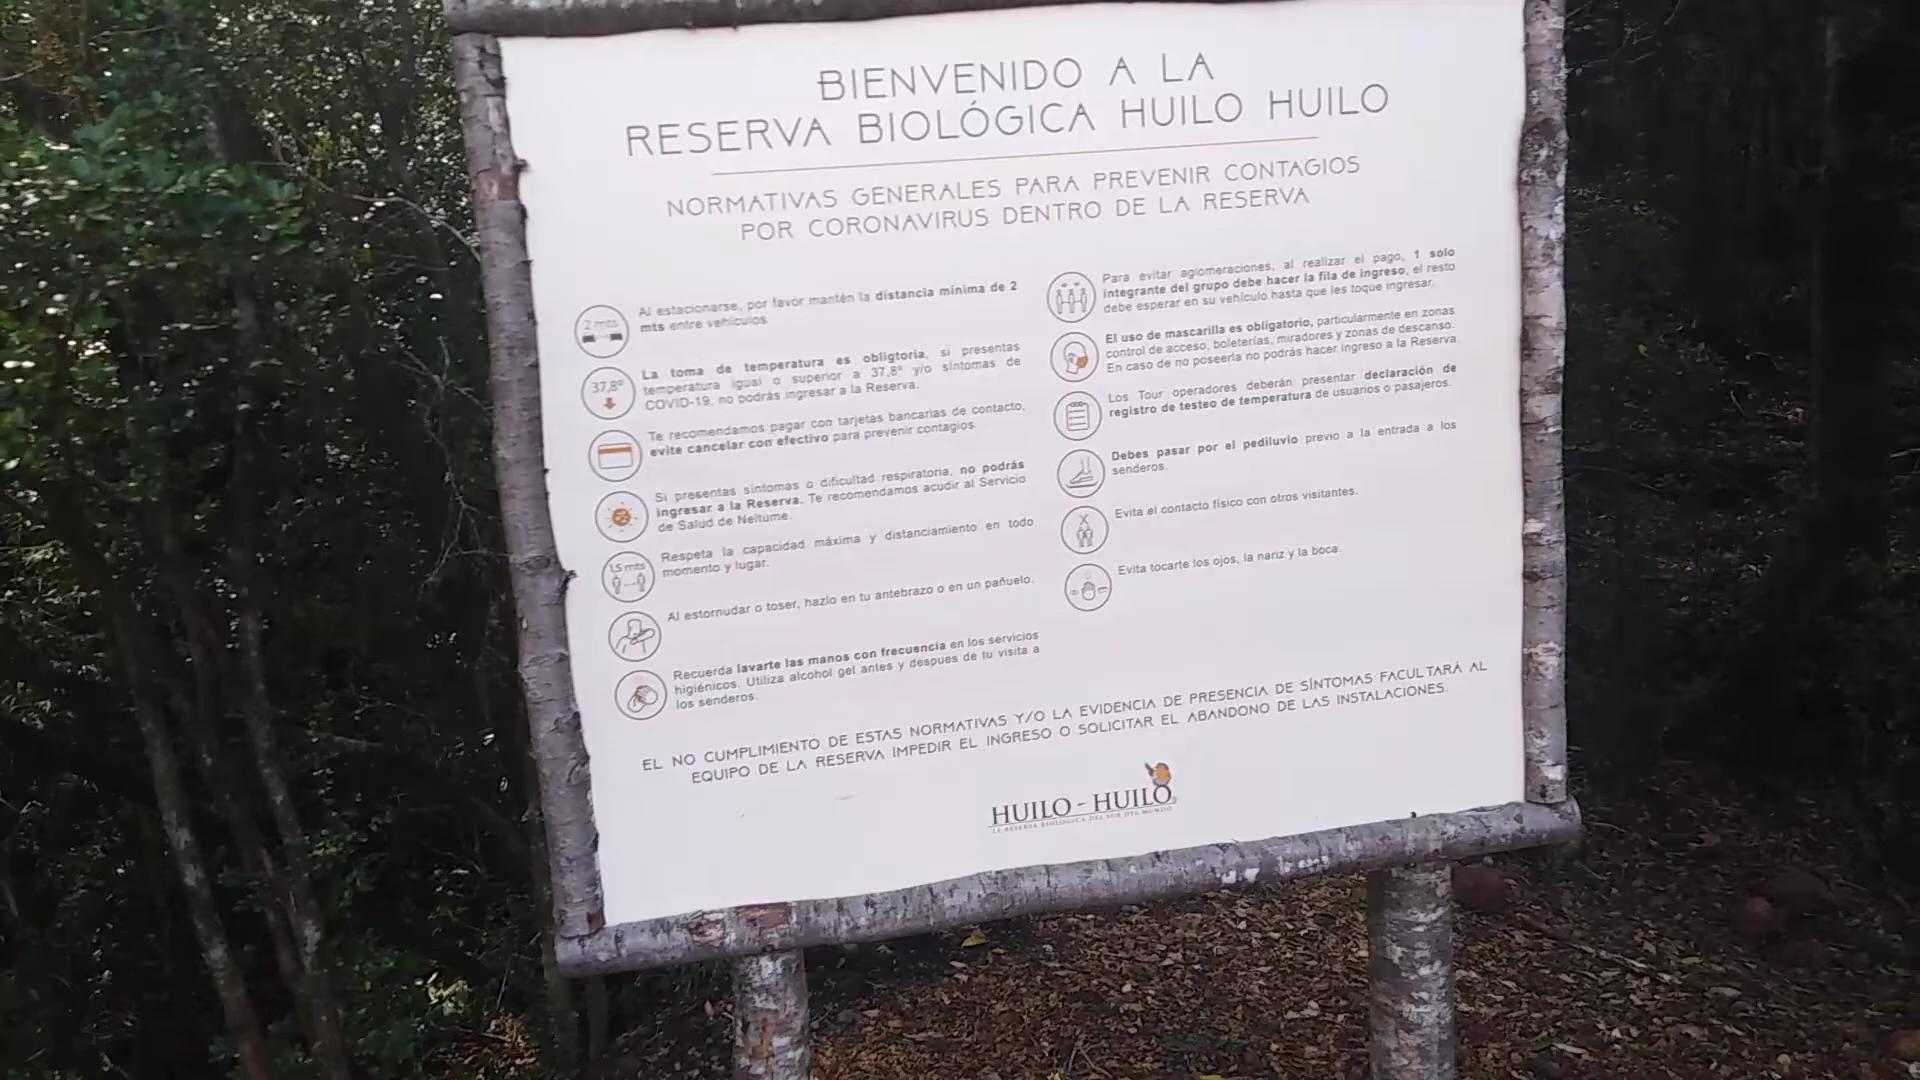 BIENVENIDO A LA
RESERVA BIOLÓGICA HUILO HUILO
NORMATIVAS GENERALES PARA PREVENIR CONTAGIOS
POR CORONAVIRUS DENTRO DE LA RESERVA
2 mts
Al estacionarse, por favor mantén la distancia mínima de 2
mts entre vehículos
37,8°
La toma de temperatura es obligtoria, si presentas
temperatura igual o superior a 37,8° y/o síntomas de
COVID-19, no podrás ingresar a la Reserva.
Te recomendamos pagar con tarjetas bancarias de contacto,
evite cancelar con efectivo para prevenir contagios.
Si presentas síntomas o dificultad respiratoria, no podrás
ingresar a la Reserva. Te recomendamos acudir al Servicio
de Salud de Neltume.
1,5 mts
Respeta la capacidad máxima y distanciamiento en todo
momento y lugar.
Al estornudar o toser, hazlo en tu antebrazo o en un pañuelo.
Recuerda lavarte las manos con frecuencia en los servicios
higiénicos. Utiliza alcohol gel antes y despues de tu visita a
los senderos.
Para evitar aglomeraciones, al realizar el pago, 1 solo
integrante del grupo debe hacer la fila de ingreso, el resto
debe esperar en su vehículo hasta que les toque ingresar.
El uso de mascarilla es obligatorio, particularmente en zonas
control de acceso, boleterías, miradores y zonas de descanso.
En caso de no poseerla no podrás hacer ingreso a la Reserva.
Los Tour operadores deberán presentar declaración de
registro de testeo de temperatura de usuarios o pasajeros.
Debes pasar por el pediluvio previo a la entrada a los
senderos.
Evita el contacto físico con otros visitantes.
Evita tocarte los ojos, la nariz y la boca.
EL NO CUMPLIMIENTO DE ESTAS NORMATIVAS Y/O LA EVIDENCIA DE PRESENCIA DE SÍNTOMAS FACULTARÁ AL
EQUIPO DE LA RESERVA IMPEDIR EL INGRESO O SOLICITAR EL ABANDONO DE LAS INSTALACIONES.
HUILO-HUILO
LA RESERVA BIOLÓGICA DEL SUR DEL MUNDO